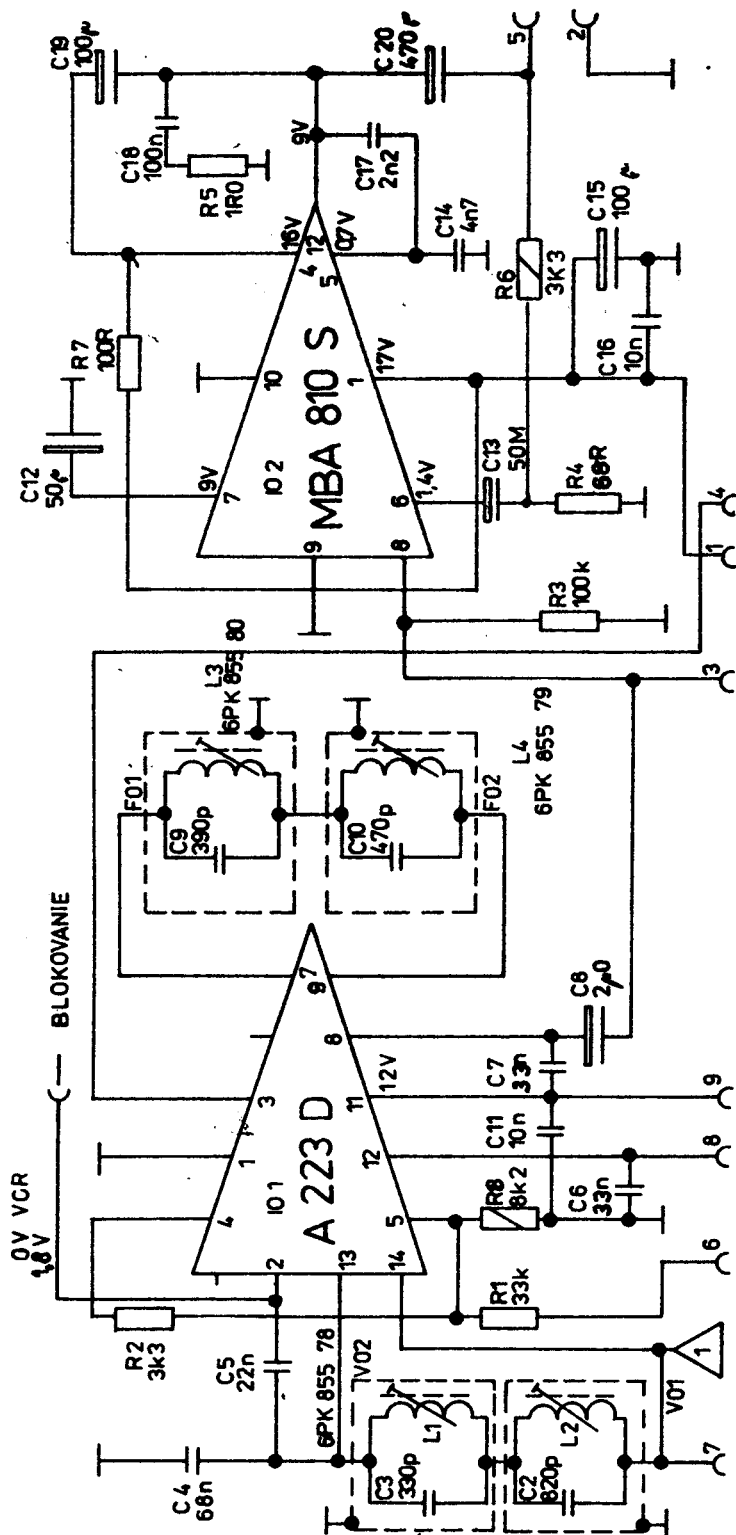 C19
100µ
C18
100n
R5
1R0
C20
470µ
5
2
9V
C17
2n2
16V
4
12
5
0,7V
C14
4n7
R6
3K3
C15
100µ
C16
10n
R7
100R
C12
50µ
9V
7
10
IO 2
MBA 810 S
1
17V
6
1,4V
C13
50M
R4
68R
9
8
R3
100k
4
1
3
L3
6PK 855 80
F01
C9
390p
C10
470p
F02
L4
6PK 855 79
BLOKOVANIE
0V VCR
1,8V
7
9
8
3
1
4
IO 1
A 223 D
11
12V
12
5
2
13
14
C8
2µ0
C7
33n
C11
10n
R8
8k2
C6
33n
9
8
6
R2
3k3
R1
33k
C5
22n
C4
68n
6PK 855 78
V02
C3
330p
L1
C2
820p
L2
V01
1
7